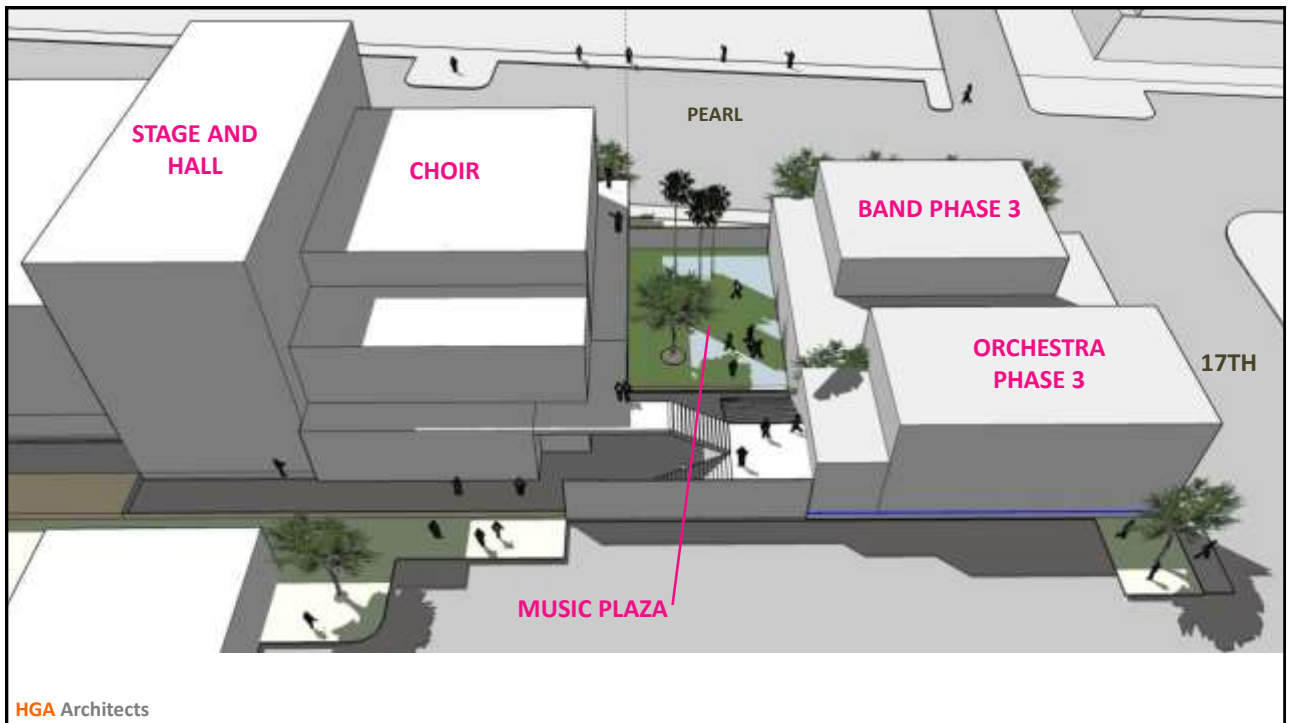 PEARL
STAGE AND
HALL
CHOIR
BAND PHASE 3
ORCHESTRA
PHASE 3
17TH
MUSIC PLAZA
HGA Architects